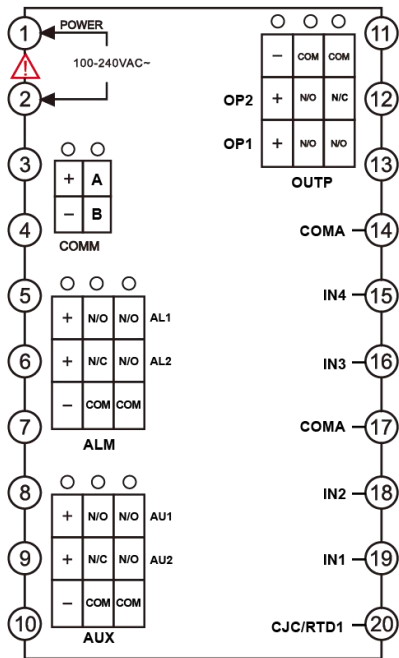 1 POWER
100-240VAC~
2
3
+ A
- B
COMM
4
5
+ N/O N/O AL1
6
+ N/C N/O AL2
- COM COM
7
ALM
8
+ N/O N/O AU1
9
+ N/C N/O AU2
- COM COM
10
AUX
11
- COM COM
OP2 + N/O N/C 12
OP1 + N/O N/O
OUTP
13
COMA 14
IN4 15
IN3 16
COMA 17
IN2 18
IN1 19
CJC/RTD1 20